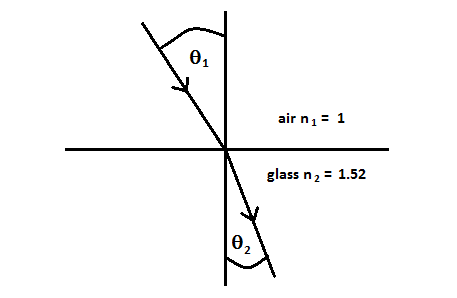 θ₁
air n₁ = 1
glass n₂ = 1.52
θ₂